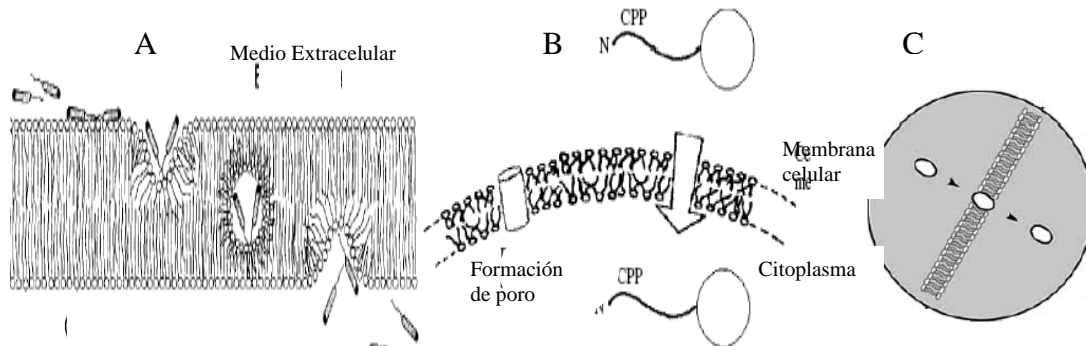 A
Medio Extracelular
B
CPP
N
C
Membrana
celular
Formación
de poro
Citoplasma
CPP
N